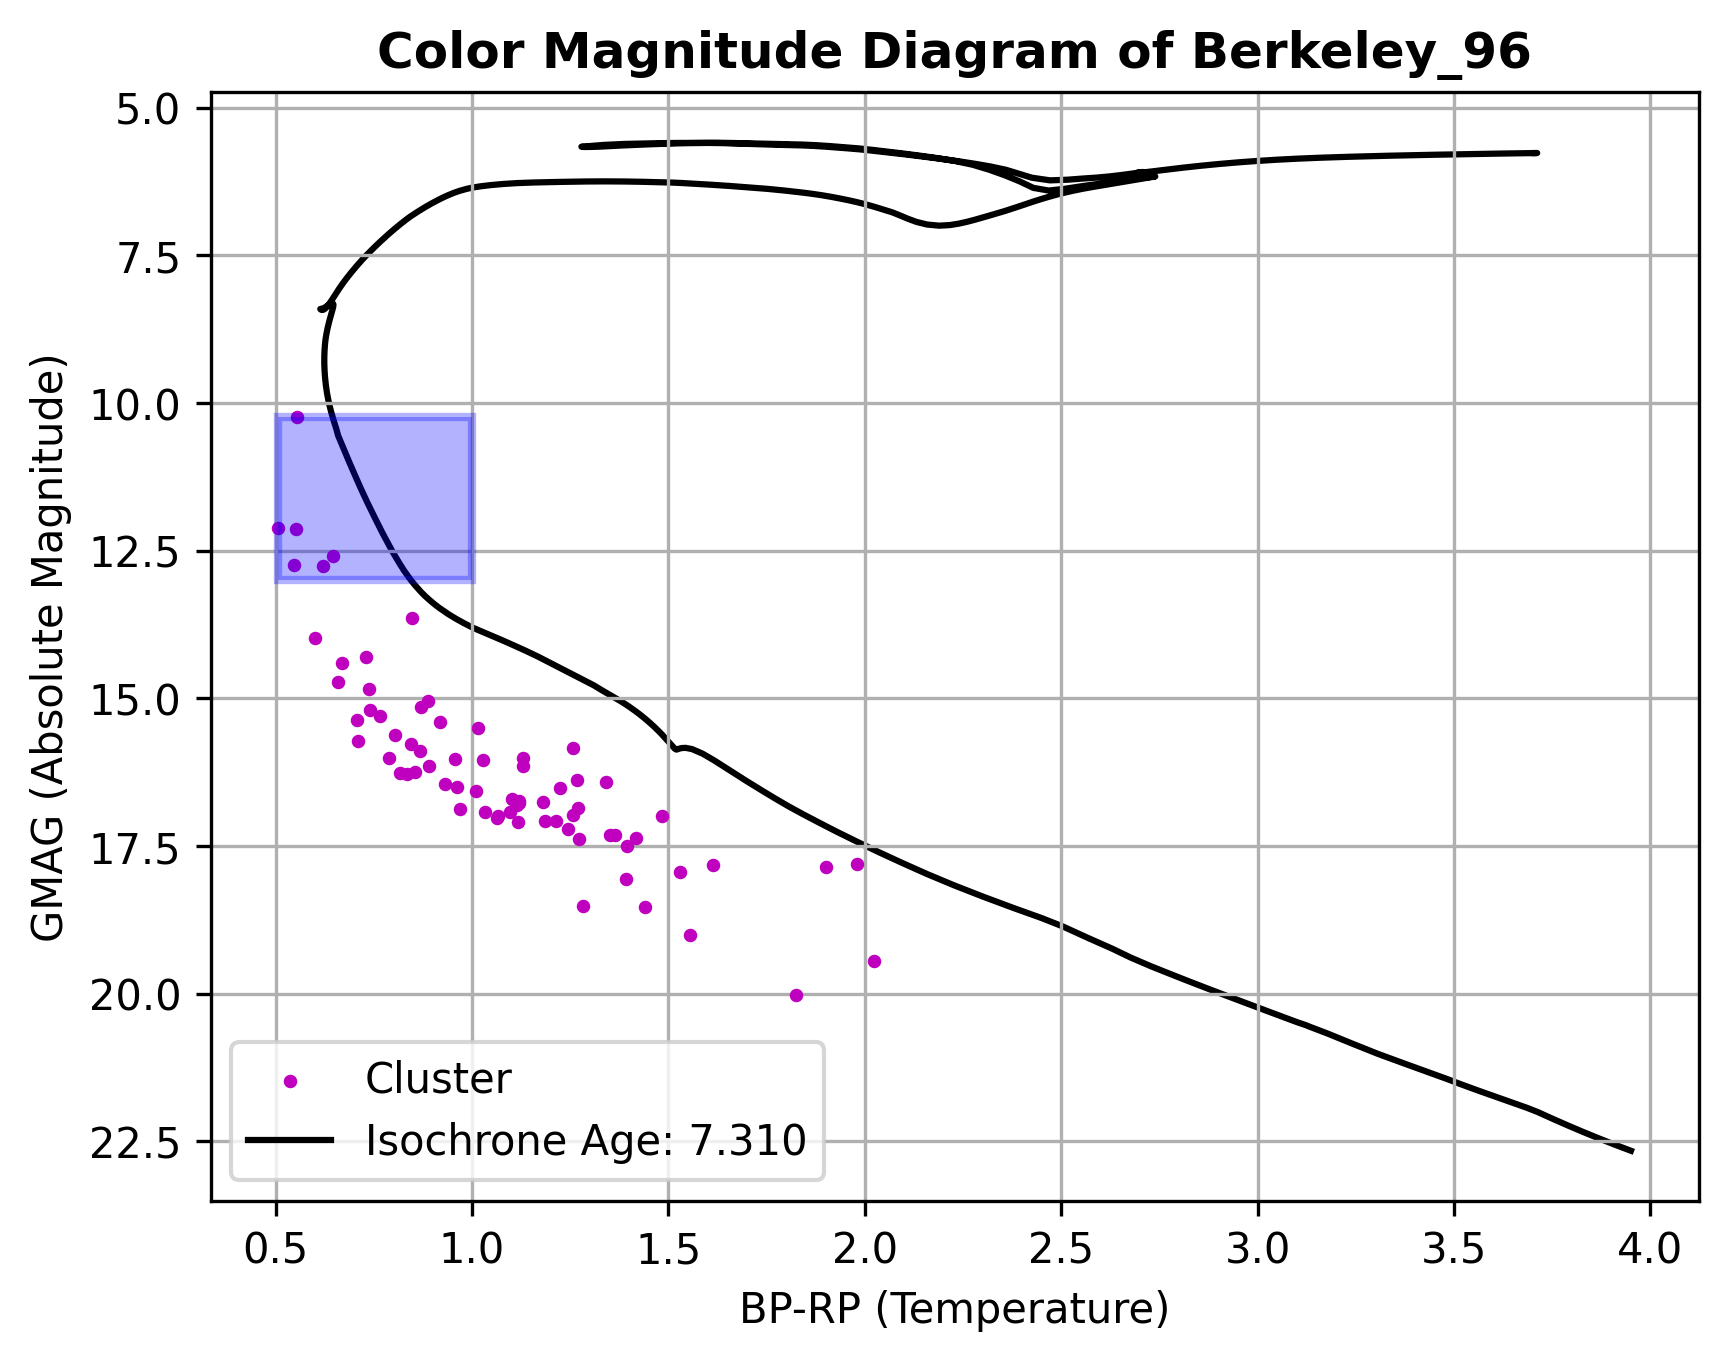 Color Magnitude Diagram of Berkeley_96
GMAG (Absolute Magnitude)
5.0
7.5
10.0
12.5
15.0
17.5
20.0
22.5
Cluster
Isochrone Age: 7.310
0.5 1.0 1.5 2.0 2.5 3.0 3.5 4.0
BP-RP (Temperature)